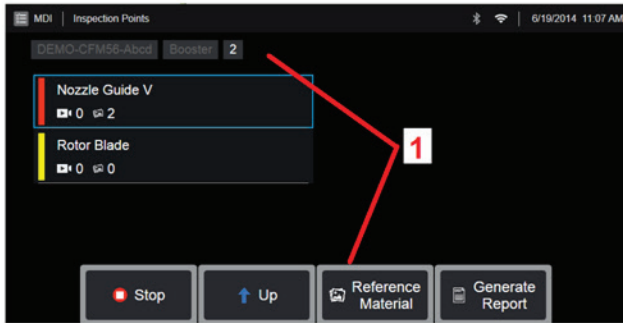 MDI | Inspection Points 6/19/2014 11:07 AM
DEMO-CFM56-Abcd Booster 2
Nozzle Guide V
0 2
Rotor Blade
0 0
1
Stop Up Reference Material Generate Report